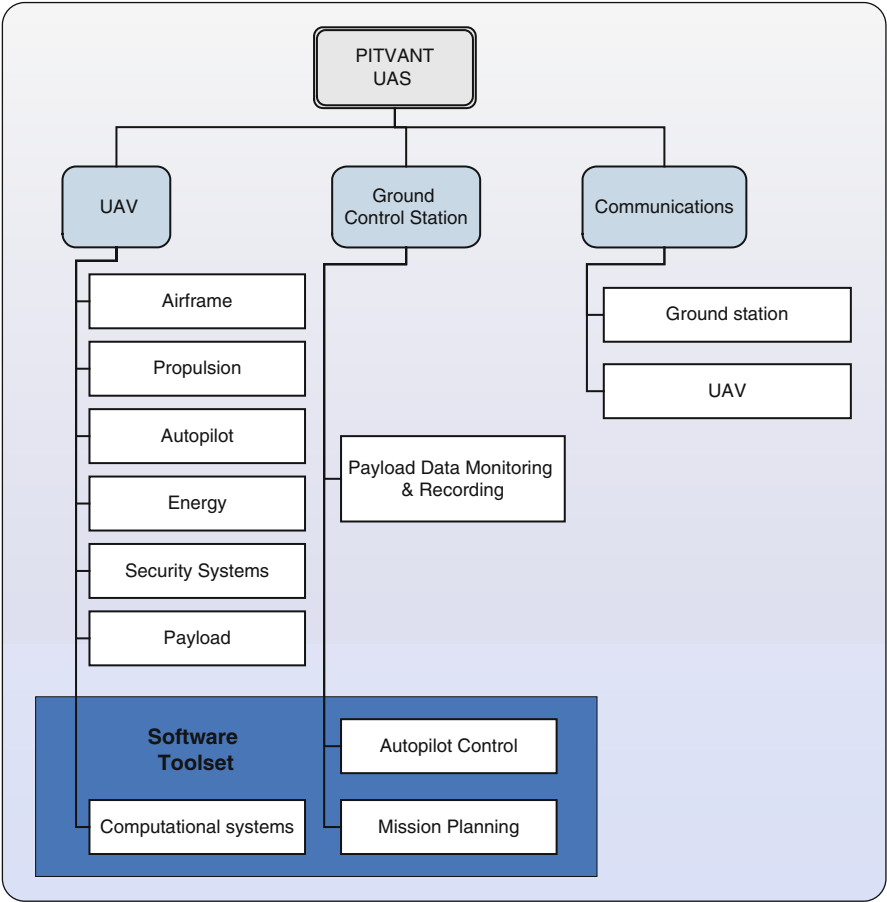 PITVANT
UAS
UAV
Ground
Control Station
Communications
Airframe
Propulsion
Autopilot
Energy
Security Systems
Payload
Payload Data Monitoring
& Recording
Ground station
UAV
Software
Toolset
Computational systems
Autopilot Control
Mission Planning